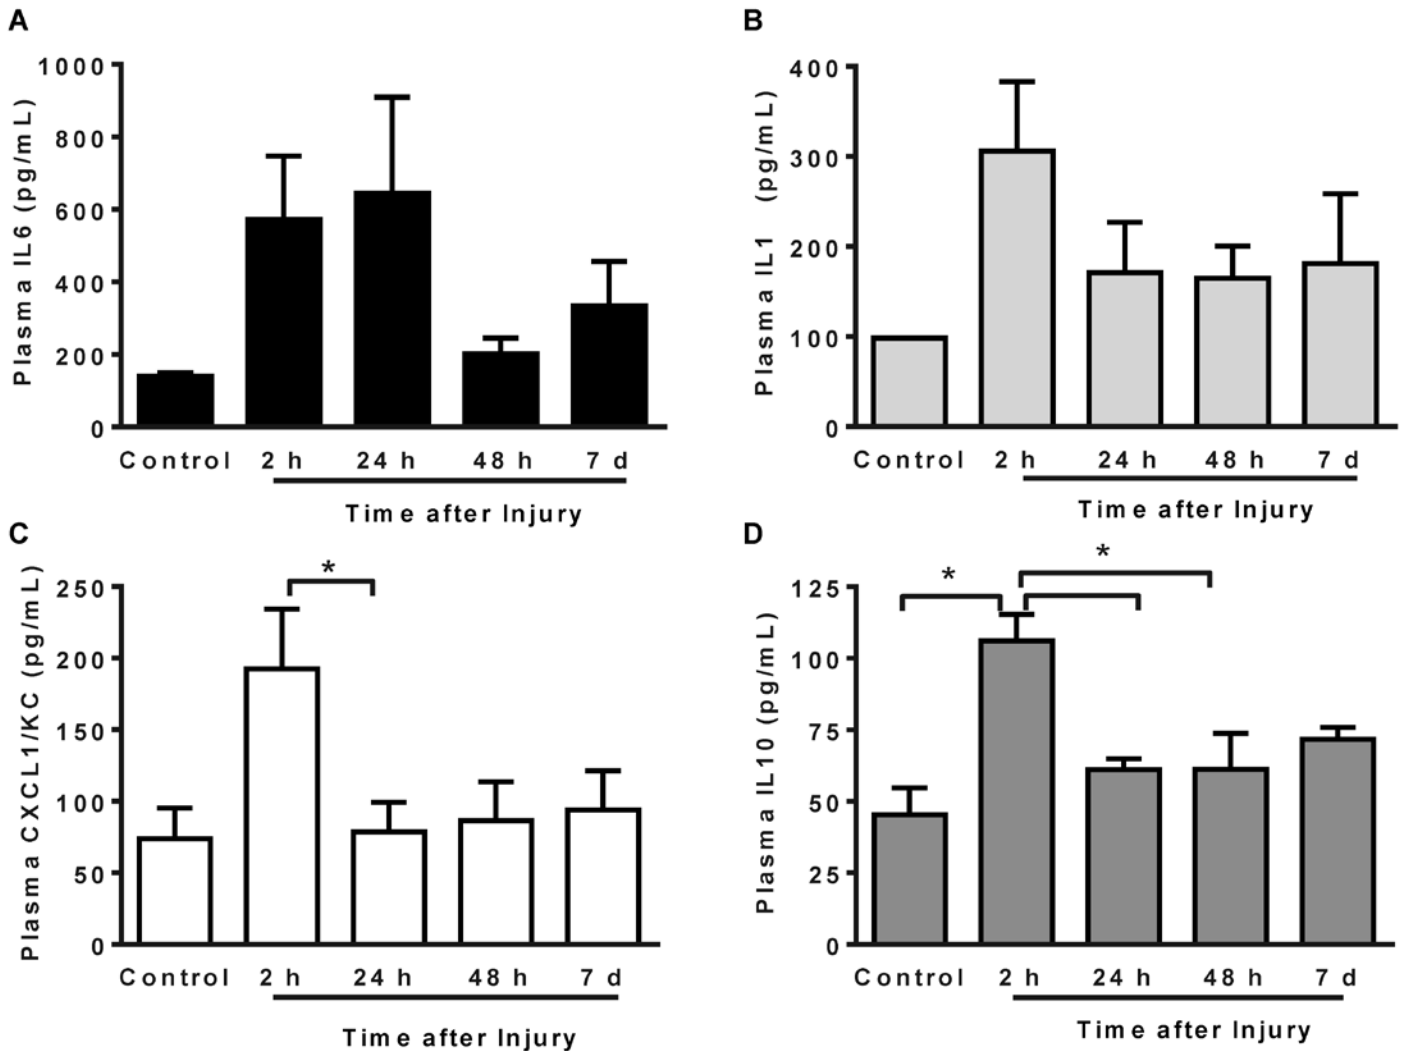 A
Plasma IL6 (pg/mL)
1000
800
600
400
200
0
Control 2 h 24 h 48 h 7 d
Time after Injury
B
Plasma IL1 (pg/mL)
400
300
200
100
0
Control 2 h 24 h 48 h 7 d
Time after Injury
C
Plasma CXCL1/KC (pg/mL)
*
250
200
150
100
50
0
Control 2 h 24 h 48 h 7 d
Time after Injury
D
Plasma IL10 (pg/mL)
*
*
125
100
75
50
25
0
Control 2 h 24 h 48 h 7 d
Time after Injury